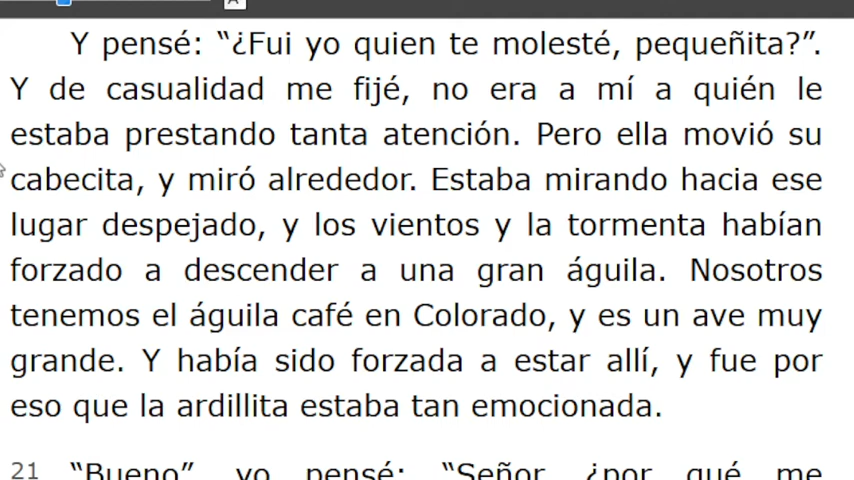 Y pensé: “¿Fui yo quien te molesté, pequeñita?”.
Y de casualidad me fijé, no era a mí a quién le
estaba prestando tanta atención. Pero ella movió su
cabecita, y miró alrededor. Estaba mirando hacia ese
lugar despejado, y los vientos y la tormenta habían
forzado a descender a una gran águila. Nosotros
tenemos el águila café en Colorado, y es un ave muy
grande. Y había sido forzada a estar allí, y fue por
eso que la ardillita estaba tan emocionada.
21 “Bueno”, yo pensé: “Señor, ¿por qué me